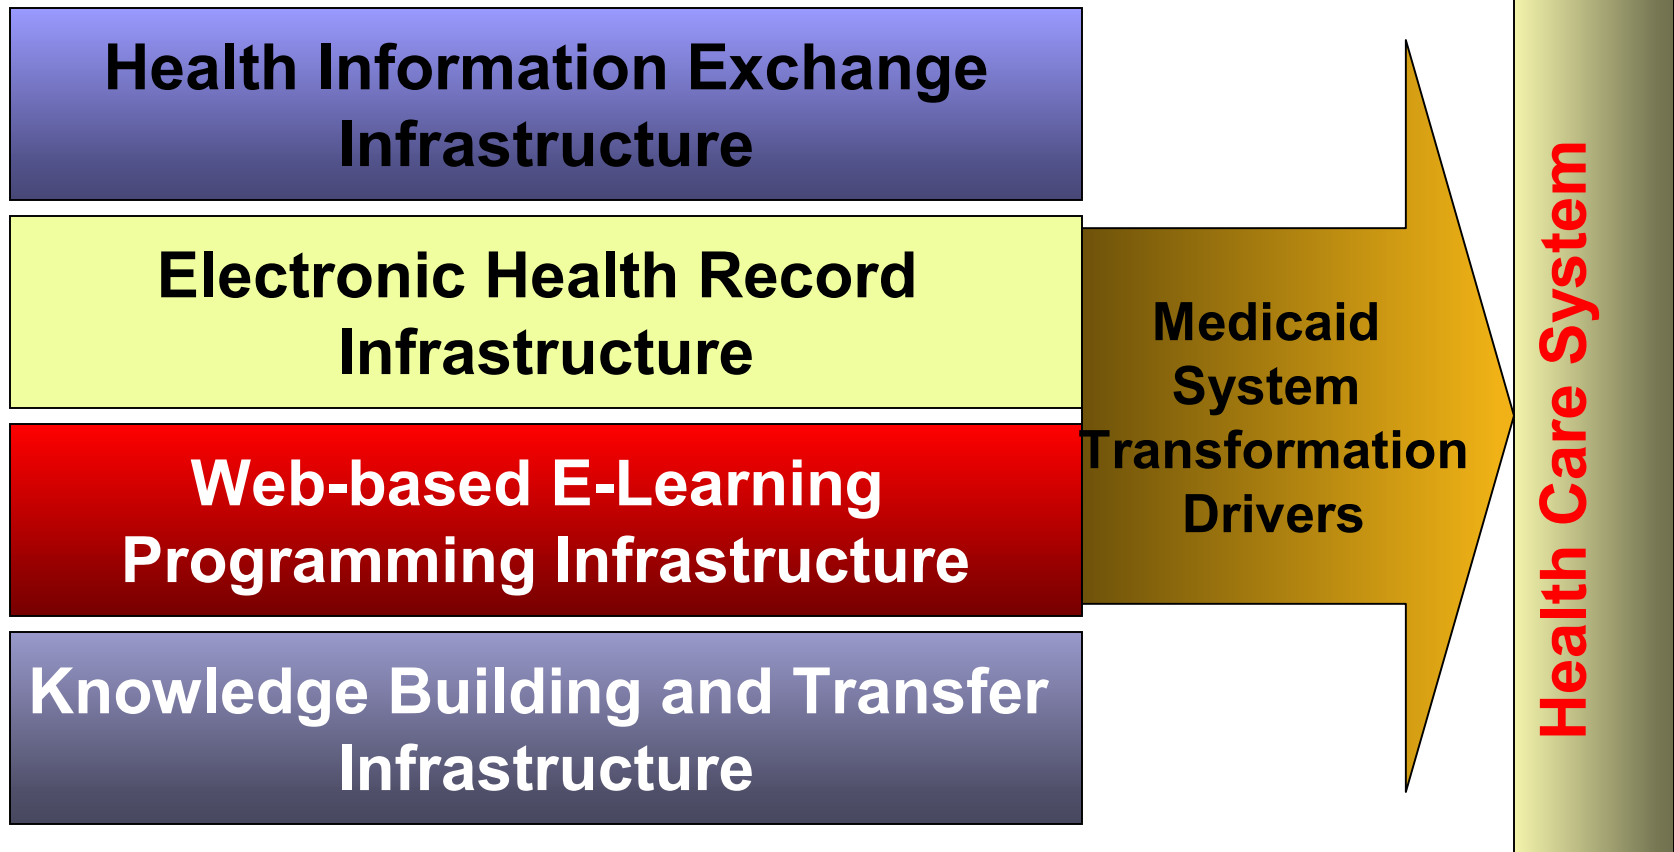 Health Information Exchange
Infrastructure
Electronic Health Record
Infrastructure
Web-based E-Learning
Programming Infrastructure
Knowledge Building and Transfer
Infrastructure
Medicaid
System
Transformation
Drivers
Health Care System